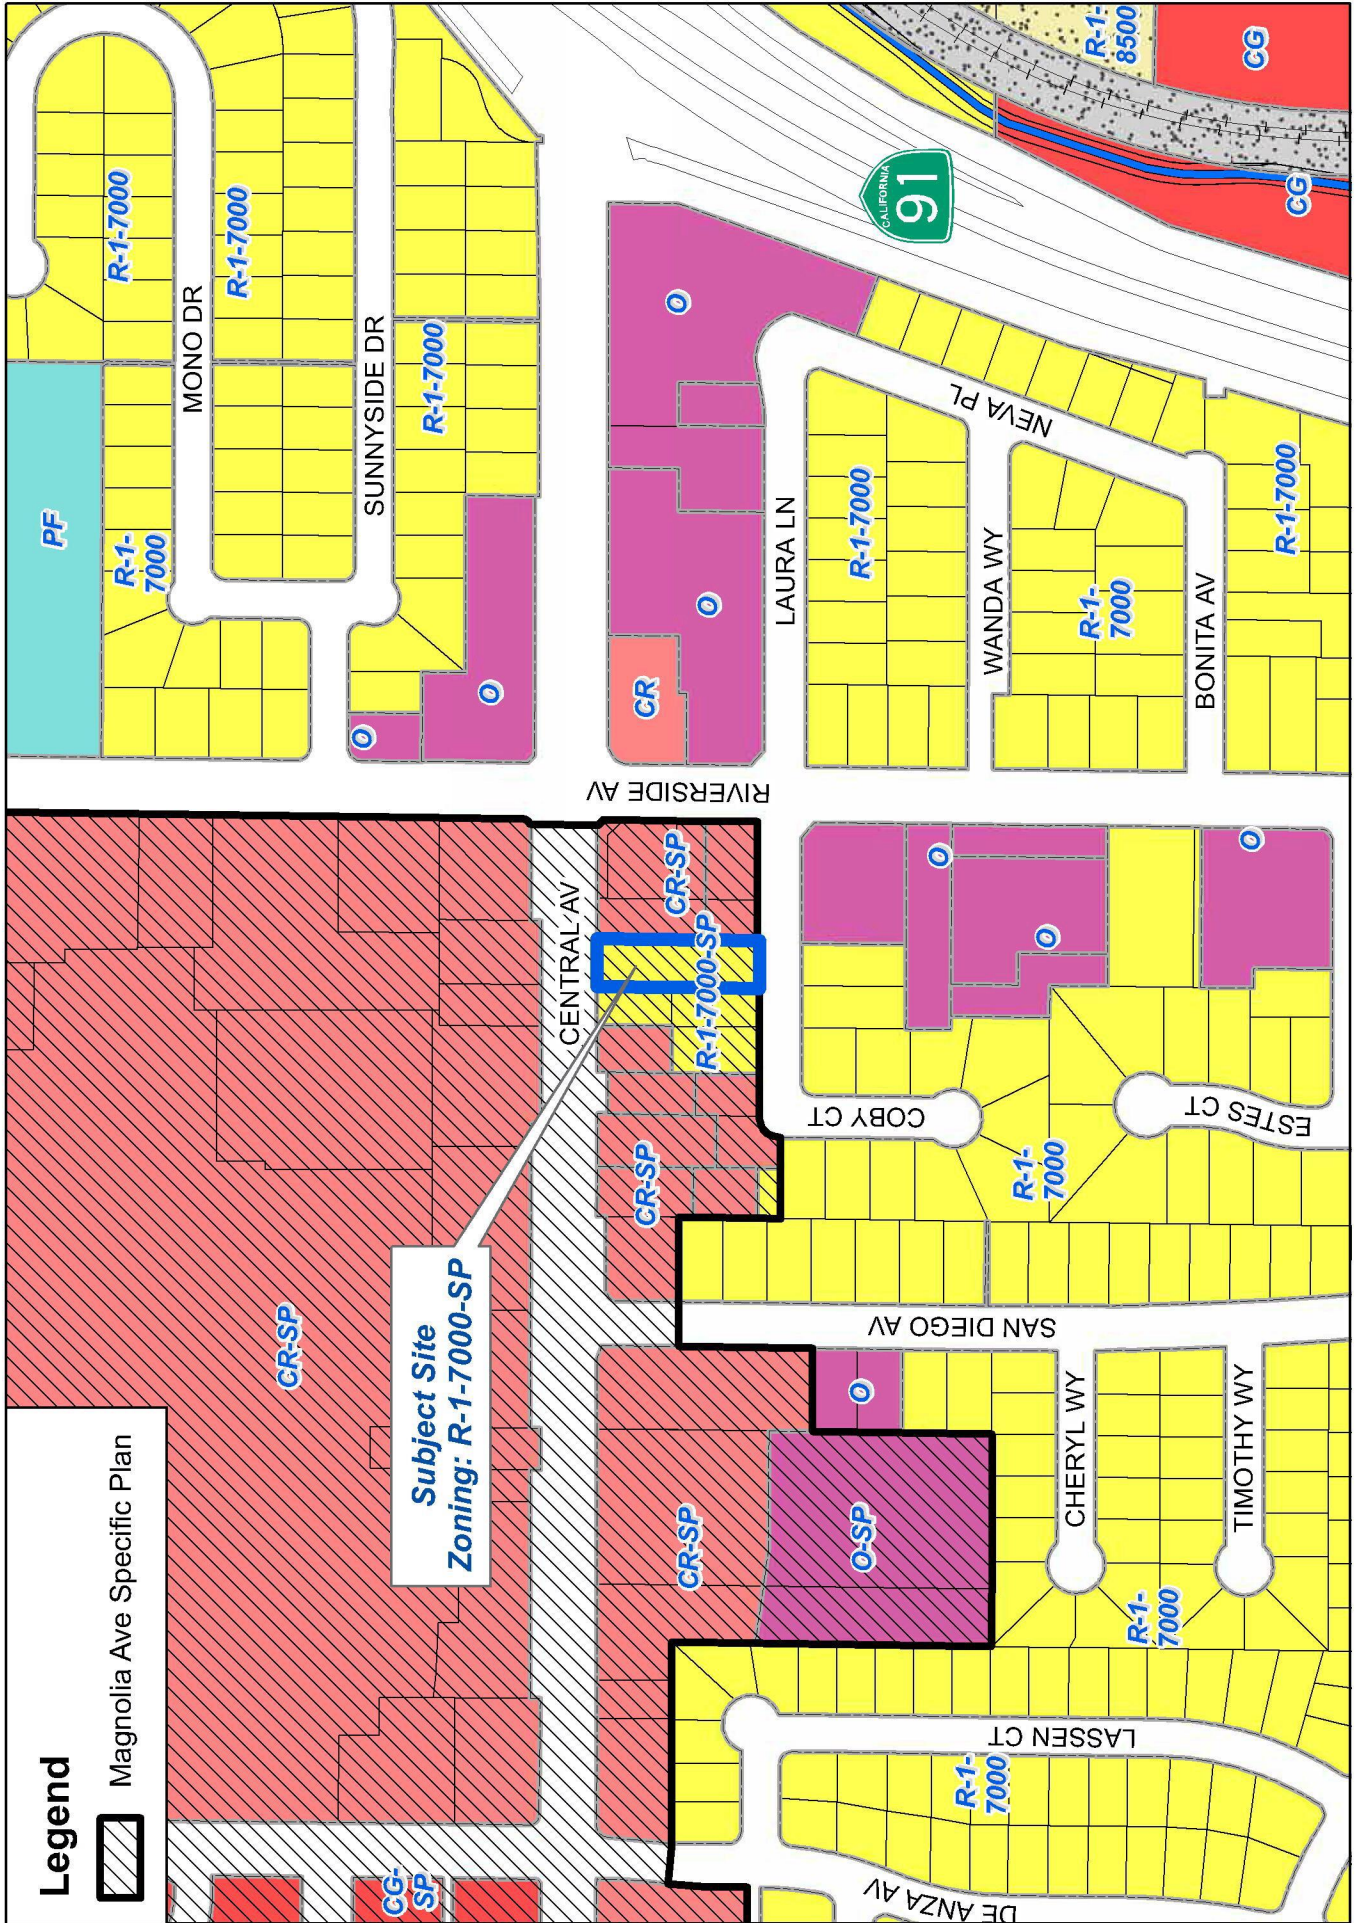 Legend
Magnolia Ave Specific Plan
CG-
SP
CR-SP
Subject Site
Zoning: R-1-7000-SP
PF
R-1-
7000
R-1-7000
MONO DR
R-1-7000
SUNNYSIDE DR
O
R-1-7000
O
CENTRAL AV
CR-SP
CR-SP
CR-SP
R-1-7000-SP
RIVERSIDE AV
CR
O
O
LAURA LN
R-1-7000
CALIFORNIA
91
R-1-
8500
CG
CG
NEVA PL
WANDA WY
R-1-
7000
BONITA AV
R-1-7000
O-SP
O
SAN DIEGO AV
COBY CT
O
O
O
ESTES CT
R-1-
7000
CHERYL WY
TIMOTHY WY
R-1-
7000
LASSEN CT
R-1-
7000
DE ANZA AV